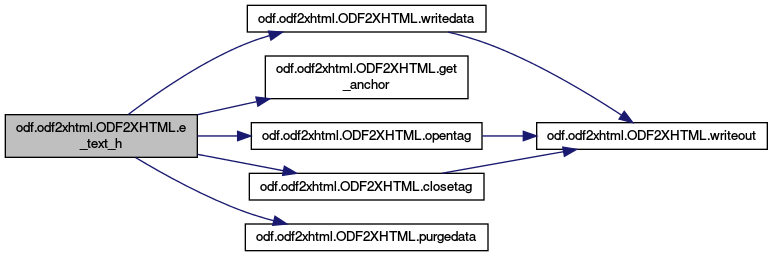 odf.odf2xhtml.ODF2XHTML.writedata
odf.odf2xhtml.ODF2XHTML.get
_anchor
odf.odf2xhtml.ODF2XHTML.e
_text_h
odf.odf2xhtml.ODF2XHTML.opentag
odf.odf2xhtml.ODF2XHTML.writeout
odf.odf2xhtml.ODF2XHTML.closetag
odf.odf2xhtml.ODF2XHTML.purgedata